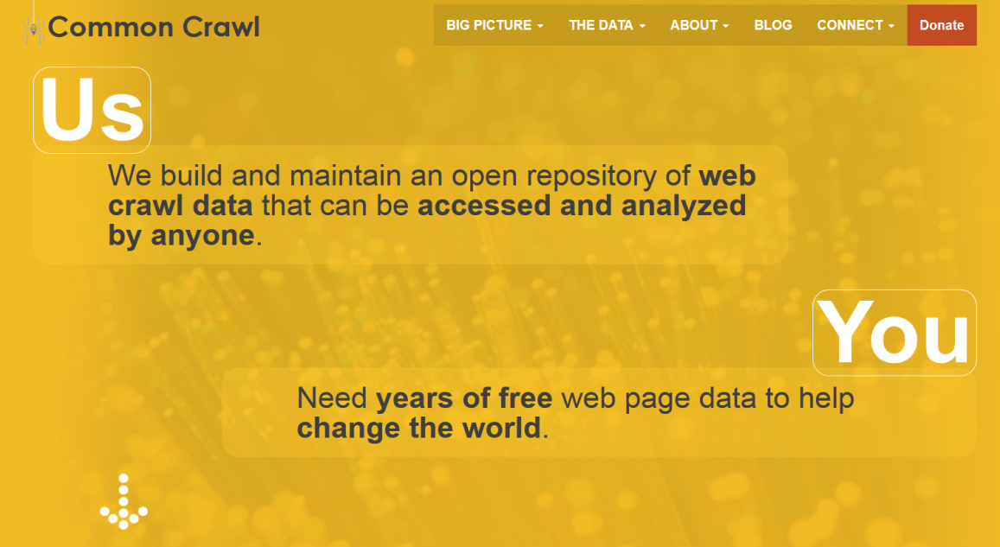 Common Crawl
BIG PICTURE THE DATA ABOUT BLOG CONNECT Donate
Us
We build and maintain an open repository of web
crawl data that can be accessed and analyzed
by anyone.
You
Need years of free web page data to help
change the world.